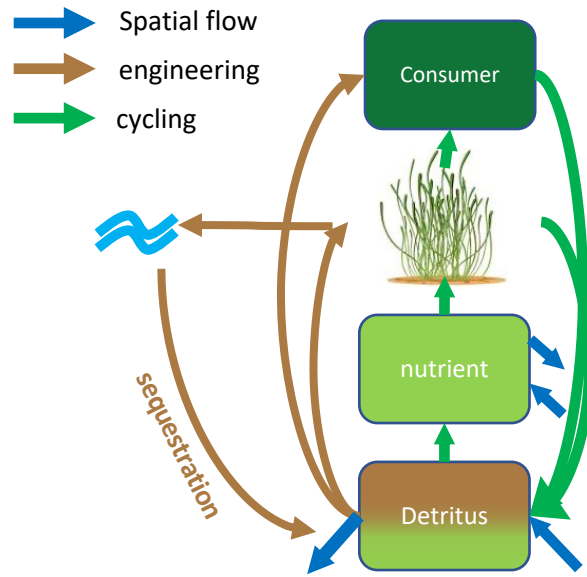 Spatial flow
engineering
cycling
Consumer
nutrient
sequestration
Detritus